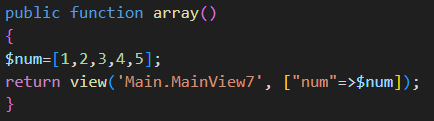 public function array()
{
$num=[1,2,3,4,5];
return view('Main.MainView7', ["num"=>$num]);
}